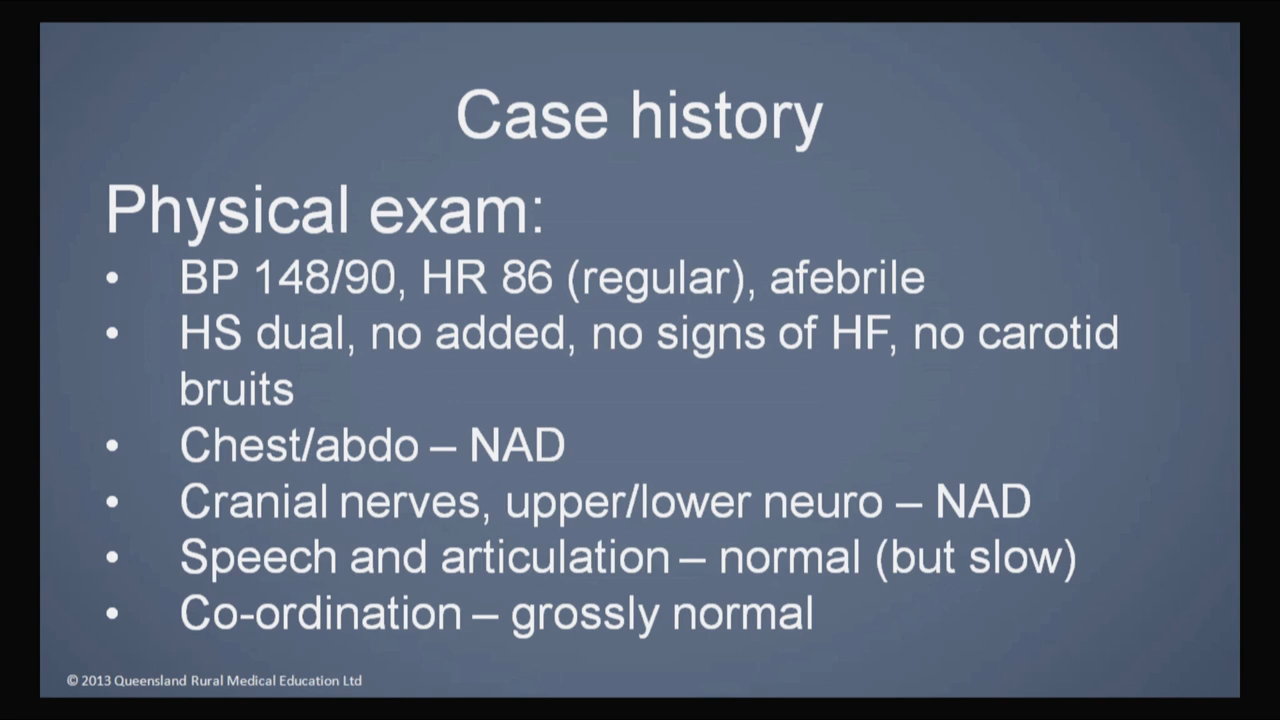 Case history
Physical exam:
• BP 148/90, HR 86 (regular), afebrile
• HS dual, no added, no signs of HF, no carotid
bruits
• Chest/abdo – NAD
• Cranial nerves, upper/lower neuro – NAD
• Speech and articulation – normal (but slow)
• Co-ordination – grossly normal
© 2013 Queensland Rural Medical Education Ltd